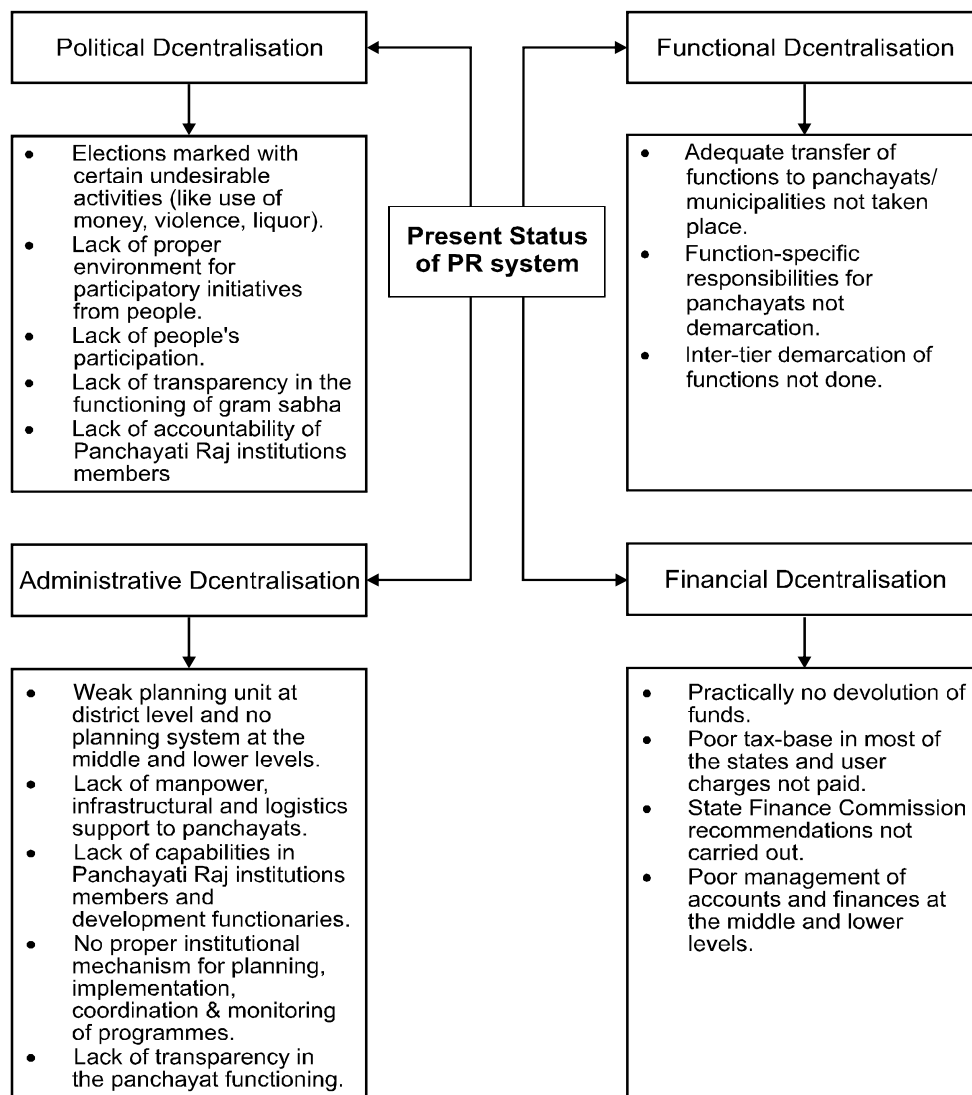 Political Dcentralisation
• Elections marked with
certain undesirable
activities (like use of
money, violence, liquor).
• Lack of proper
environment for
participatory initiatives
from people.
• Lack of people's
participation.
• Lack of transparency in the
functioning of gram sabha
• Lack of accountability of
Panchayati Raj institutions
members
Present Status
of PR system
Functional Dcentralisation
• Adequate transfer of
functions to panchayats/
municipalities not taken
place.
• Function-specific
responsibilities for
panchayats not
demarcation.
• Inter-tier demarcation of
functions not done.
Administrative Dcentralisation
• Weak planning unit at
district level and no
planning system at the
middle and lower levels.
• Lack of manpower,
infrastructural and logistics
support to panchayats.
• Lack of capabilities in
Panchayati Raj institutions
members and
development functionaries.
• No proper institutional
mechanism for planning,
implementation,
coordination & monitoring
of programmes.
• Lack of transparency in
the panchayat functioning.
Financial Dcentralisation
• Practically no devolution of
funds.
• Poor tax-base in most of
the states and user
charges not paid.
• State Finance Commission
recommendations not
carried out.
• Poor management of
accounts and finances at
the middle and lower
levels.